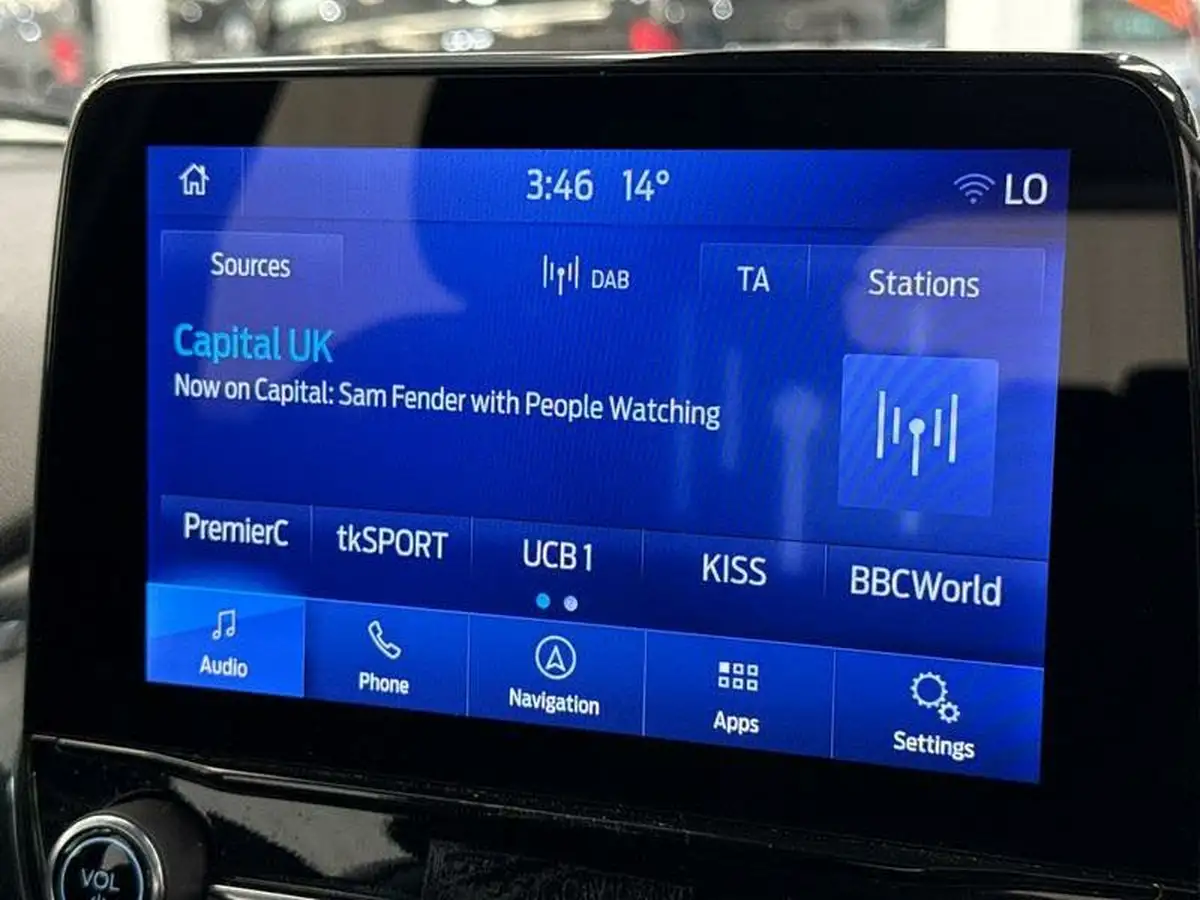 3:46 14° LO
Sources DAB TA Stations
Capital UK
Now on Capital: Sam Fender with People Watching
PremierC tkSPORT UCB 1 KISS BBCWorld
Audio Phone Navigation Apps Settings
VOL